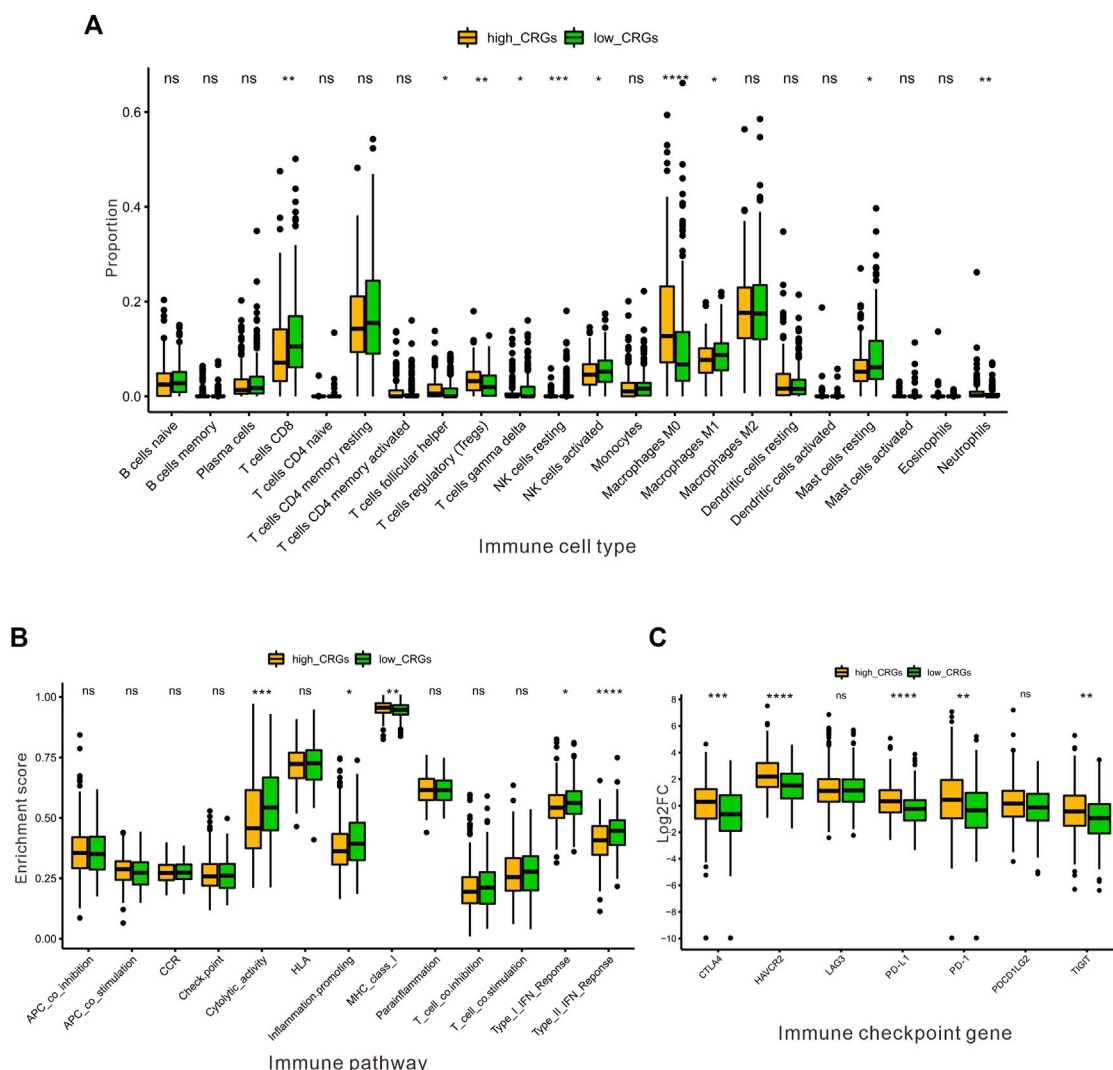 A
high_CRGs low_CRGs
ns ns ns ** ns ns ns * ** * *** * ns **** * ns ns ns * ns ns **
0.6
0.4
0.2
0.0
Proportion
B cells naive
B cells memory
Plasma cells
T cells CD8
T cells CD4 naive
T cells CD4 memory resting
T cells CD4 memory activated
T cells follicular helper
T cells regulatory (Tregs)
T cells gamma delta
NK cells resting
NK cells activated
Monocytes
Macrophages M0
Macrophages M1
Macrophages M2
Dendritic cells resting
Dendritic cells activated
Mast cells resting
Mast cells activated
Eosinophils
Neutrophils
Immune cell type
B
high_CRGs low_CRGs
ns ns ns ns *** ns * ** ns ns ns * ****
1.00
0.75
0.50
0.25
0.00
Enrichment score
APC_co_inhibition
APC_co_stimulation
CCR
Check.point
Cytolytic_activity
HLA
Inflammation.promoting
MHC_class_I
Parainflammation
T_cell_co.inhibition
T_cell_co.stimulation
Type_I_IFN_Reponse
Type_II_IFN_Reponse
Immune pathway
C
high_CRGs low_CRGs
*** **** ns **** ** ns **
8
6
4
2
0
−2
−4
−6
−8
−10
Log2FC
CTLA4
HAVCR2
LAG3
PD-L1
PD-1
PDCD1LG2
TIGIT
Immune checkpoint gene